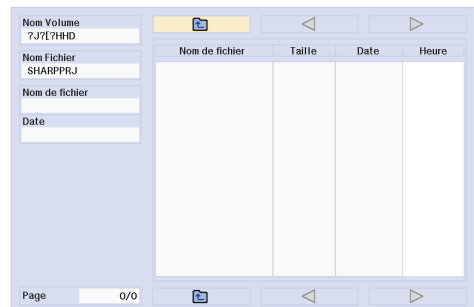 Nom Volume
?J?[?HHD
Nom Fichier
SHARPPRJ
Nom de fichier
Date
Nom de fichier Taille Date Heure
Page 0/0